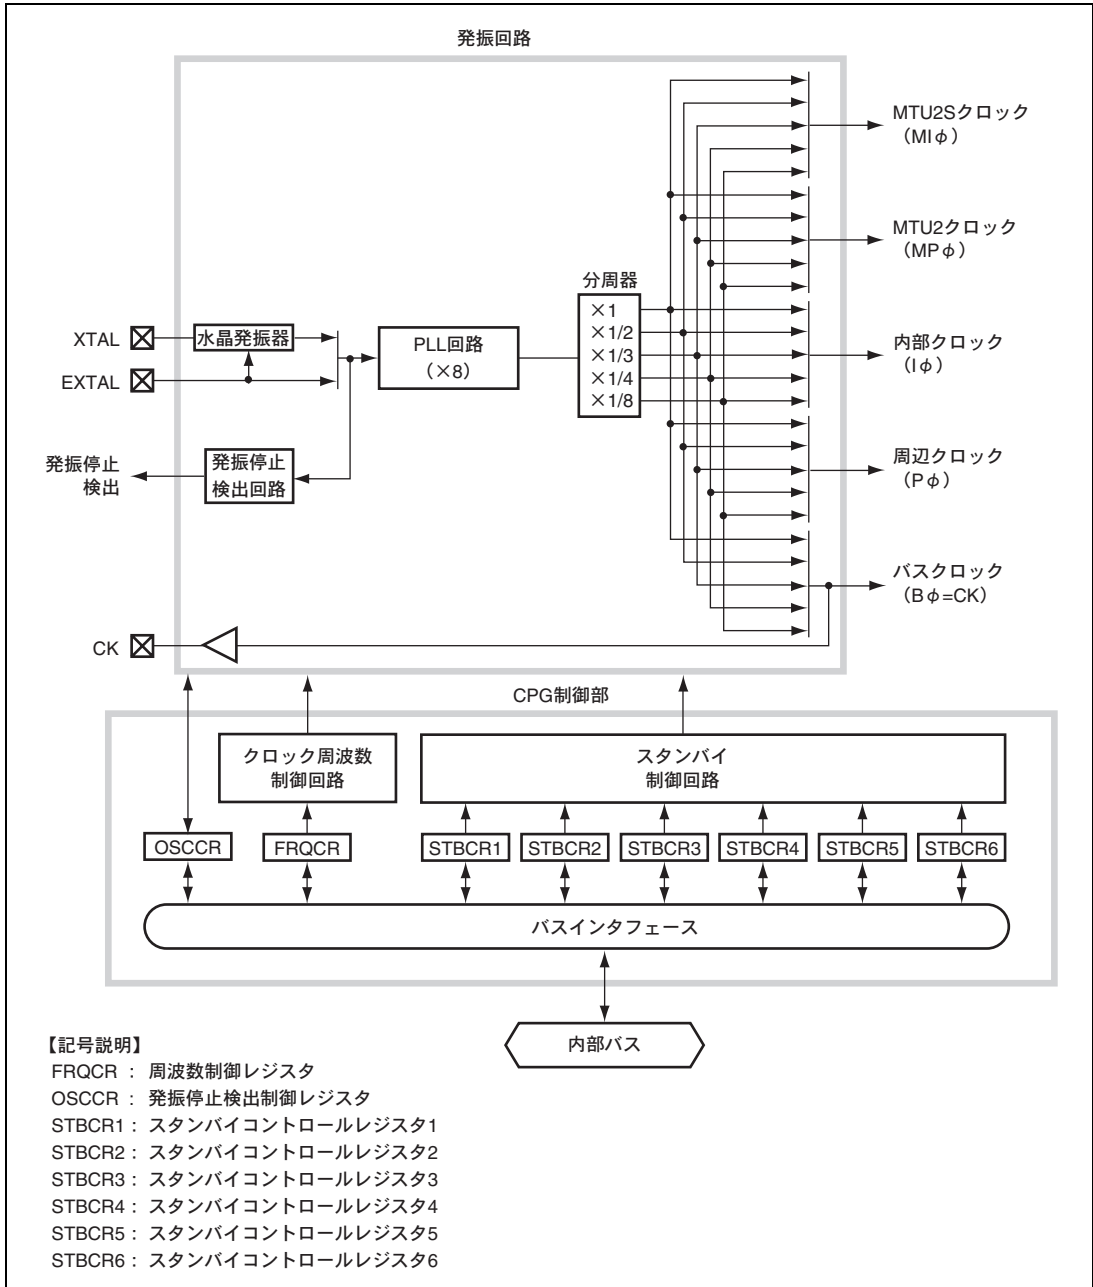 発振回路
MTU2Sクロック
(MIφ)
MTU2クロック
(MPφ)
分周器
×1
×1/2
×1/3
×1/4
×1/8
XTAL
水晶発振器
PLL回路
(×8)
EXTAL
内部クロック
(Iφ)
発振停止
検出
発振停止
検出回路
周辺クロック
(Pφ)
バスクロック
(Bφ=CK)
CK
CPG制御部
クロック周波数
制御回路
スタンバイ
制御回路
OSCCR
FRQCR
STBCR1
STBCR2
STBCR3
STBCR4
STBCR5
STBCR6
バスインタフェース
内部バス
【記号説明】
FRQCR : 周波数制御レジスタ
OSCCR : 発振停止検出制御レジスタ
STBCR1 : スタンバイコントロールレジスタ1
STBCR2 : スタンバイコントロールレジスタ2
STBCR3 : スタンバイコントロールレジスタ3
STBCR4 : スタンバイコントロールレジスタ4
STBCR5 : スタンバイコントロールレジスタ5
STBCR6 : スタンバイコントロールレジスタ6